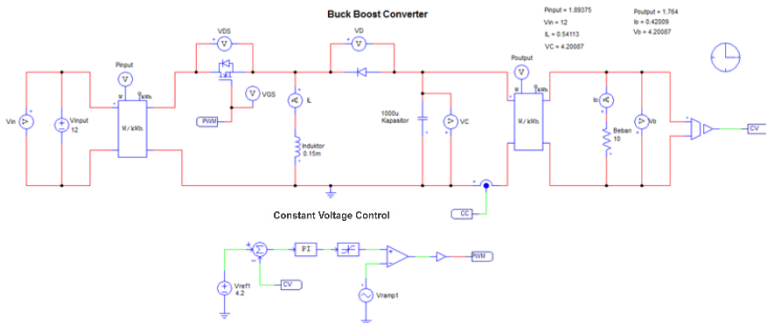 Buck Boost Converter
Pinput = 1.89375
Vin = 12
IL = 0.54113
VC = 4.20087
Poutput = 1.764
Io = 0.42009
Vo = 4.20087
VDS
V
VD
V
Pinput
V
W
kWh
W/kWh
Vin
V
Vinput
12
VGS
V
PWM
A
IL
Induktor
0.15m
1000u
Kapasitor
V
VC
CC
Poutput
V
W
kWh
W/kWh
Io
A
Beban
10
V
Vo
CV
Constant Voltage Control
PI
CV
Vref1
4.2
Vramp1
PWM